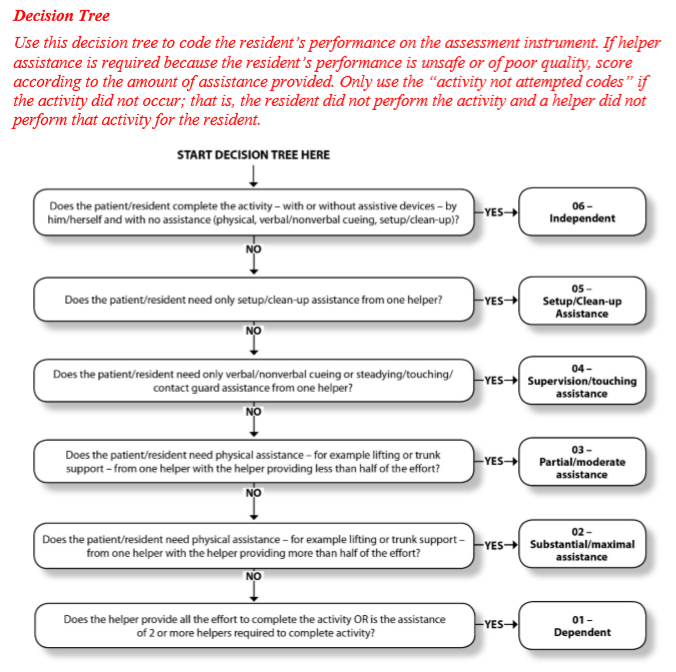 Decision Tree
Use this decision tree to code the resident's performance on the assessment instrument. If helper
assistance is required because the resident's performance is unsafe or of poor quality, score
according to the amount of assistance provided. Only use the “activity not attempted codes” if
the activity did not occur; that is, the resident did not perform the activity and a helper did not
perform that activity for the resident.
START DECISION TREE HERE
Does the patient/resident complete the activity – with or without assistive devices – by
him/herself and with no assistance (physical, verbal/nonverbal cueing, setup/clean-up)?
YES
06 –
Independent
NO
Does the patient/resident need only setup/clean-up assistance from one helper?
YES
05 –
Setup/Clean-up
Assistance
NO
Does the patient/resident need only verbal/nonverbal cueing or steadying/touching/
contact guard assistance from one helper?
YES
04 –
Supervision/touching
assistance
NO
Does the patient/resident need physical assistance – for example lifting or trunk
support – from one helper with the helper providing less than half of the effort?
YES
03 –
Partial/moderate
assistance
NO
Does the patient/resident need physical assistance – for example lifting or trunk support –
from one helper with the helper providing more than half of the effort?
YES
02 –
Substantial/maximal
assistance
NO
Does the helper provide all the effort to complete the activity OR is the assistance
of 2 or more helpers required to complete activity?
YES
01 –
Dependent